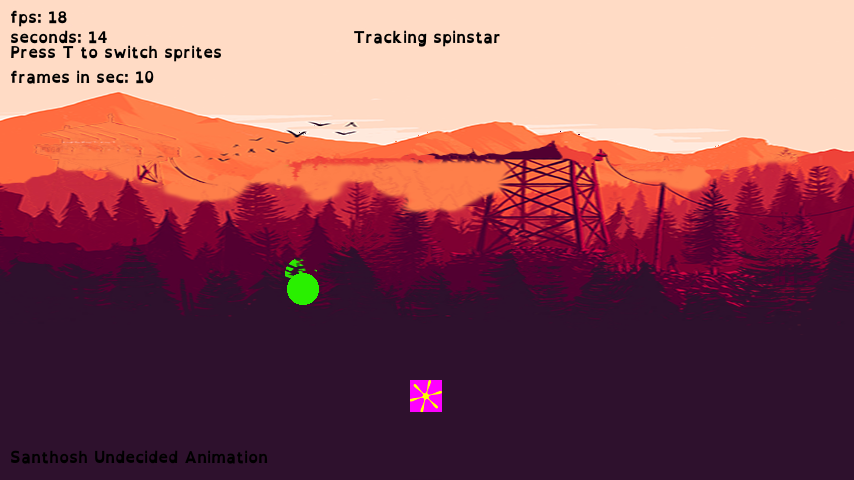 fps: 18
seconds: 14
Tracking spinstar
Press T to switch sprites
frames in sec: 10
Santhosh Undecided Animation